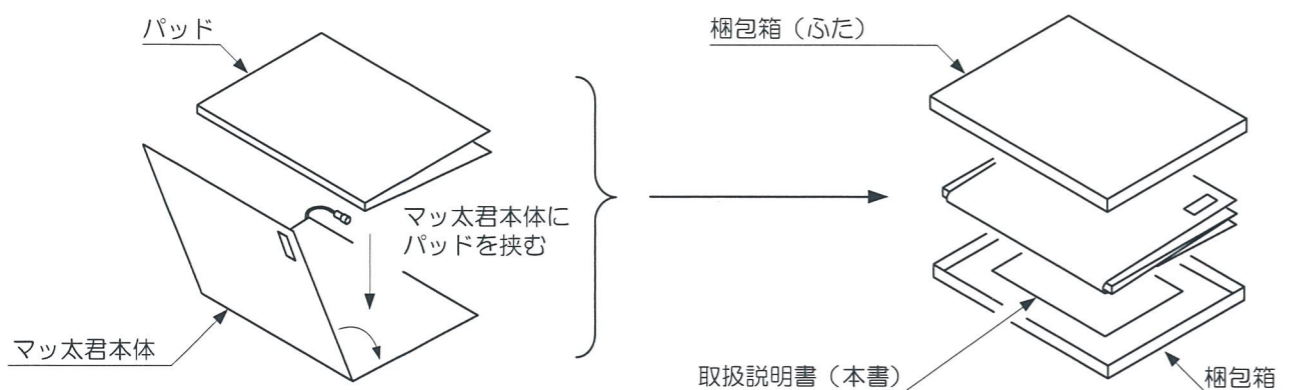 パッド
マッ太君本体に
パッドを挟む
マッ太君本体
梱包箱（ふた）
取扱説明書（本書）
梱包箱